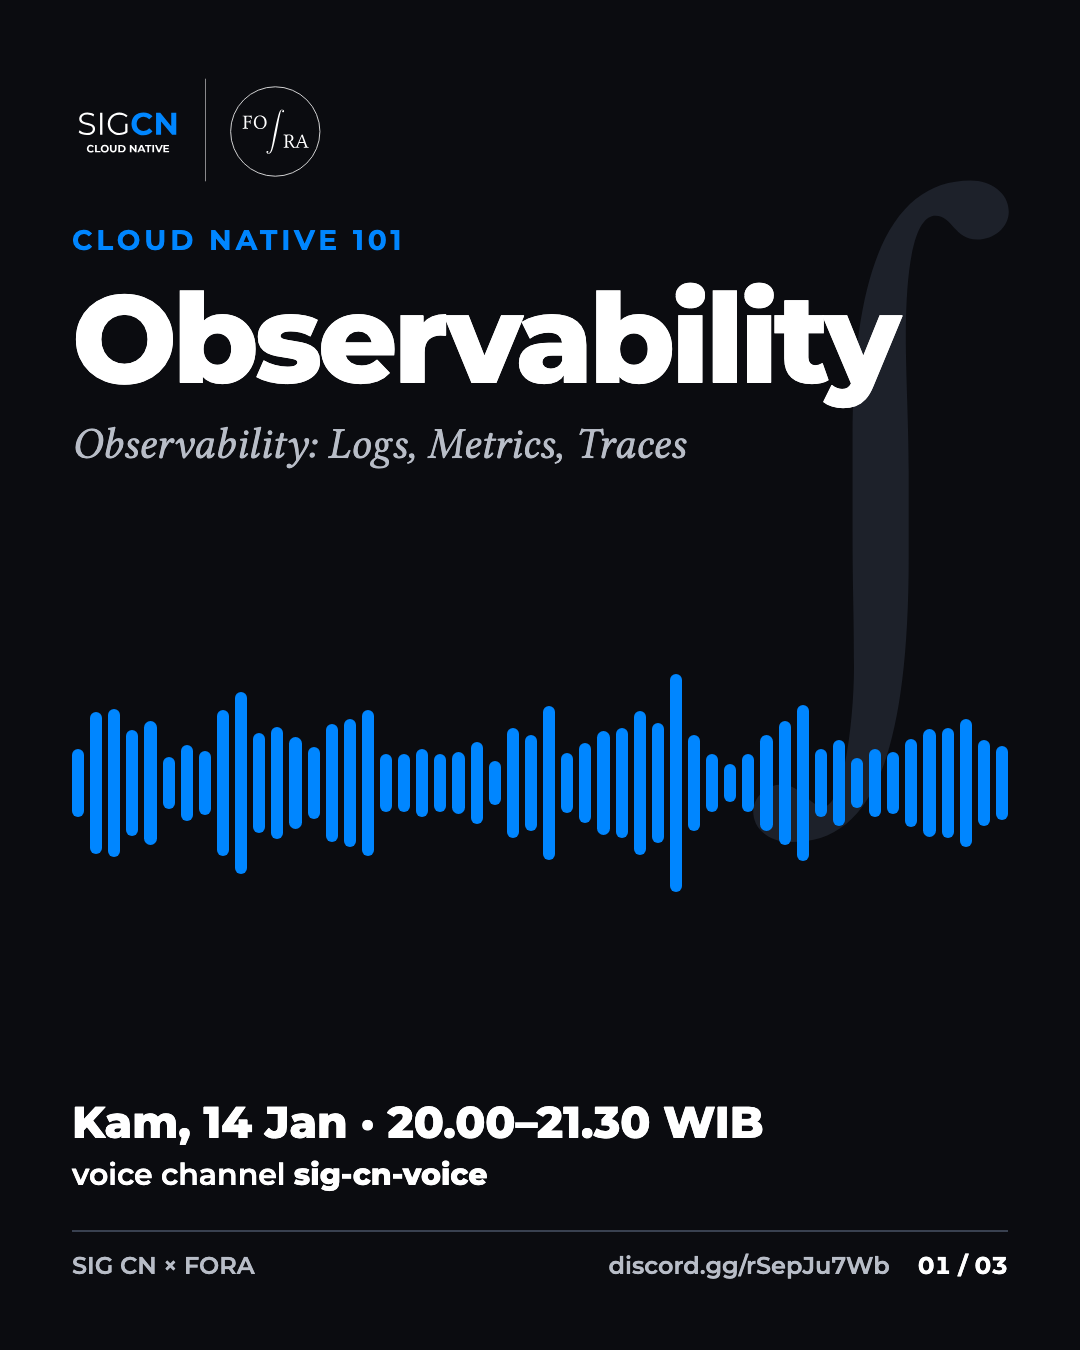 SIGCN
CLOUD NATIVE
FO∫RA
CLOUD NATIVE 101
Observability
Observability: Logs, Metrics, Traces
Kam, 14 Jan · 20.00–21.30 WIB
voice channel sig-cn-voice
SIG CN × FORA
discord.gg/rSepJu7Wb 01 / 03